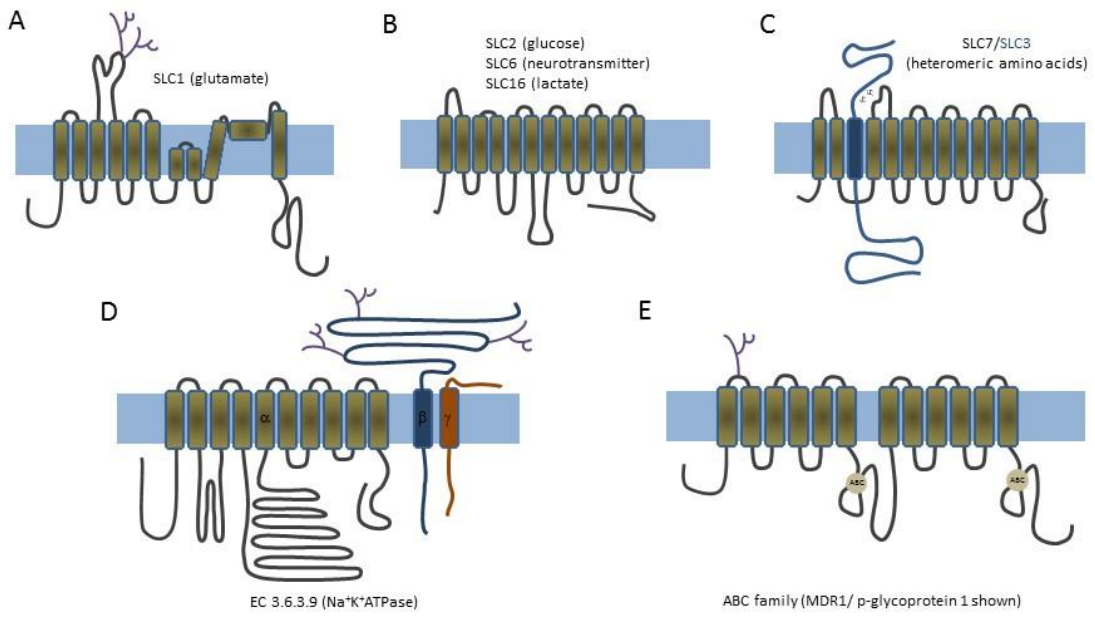 A
SLC1 (glutamate)
B
SLC2 (glucose)
SLC6 (neurotransmitter)
SLC16 (lactate)
C
SLC7/SLC3
(heteromeric amino acids)
D
α
β
γ
EC 3.6.3.9 (Na⁺K⁺ATPase)
E
ABC
ABC
ABC family (MDR1/ p-glycoprotein 1 shown)